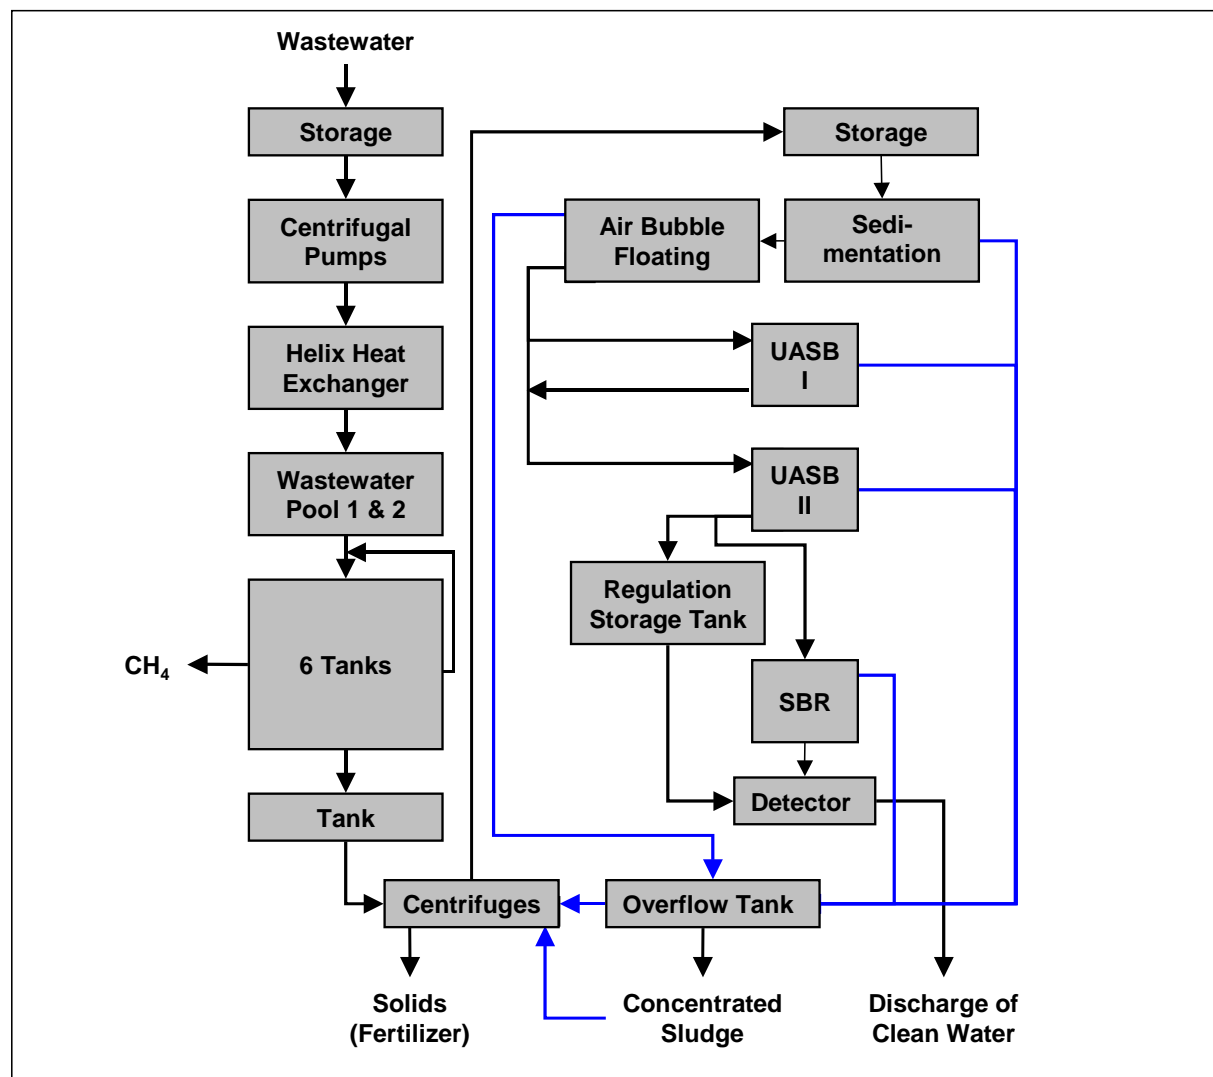 Wastewater
Storage
Centrifugal
Pumps
Helix Heat
Exchanger
Wastewater
Pool 1 & 2
6 Tanks
CH₄
Tank
Centrifuges
Solids
(Fertilizer)
Storage
Sedi-
mentation
Air Bubble
Floating
UASB
I
UASB
II
Regulation
Storage Tank
SBR
Detector
Overflow Tank
Concentrated
Sludge
Discharge of
Clean Water